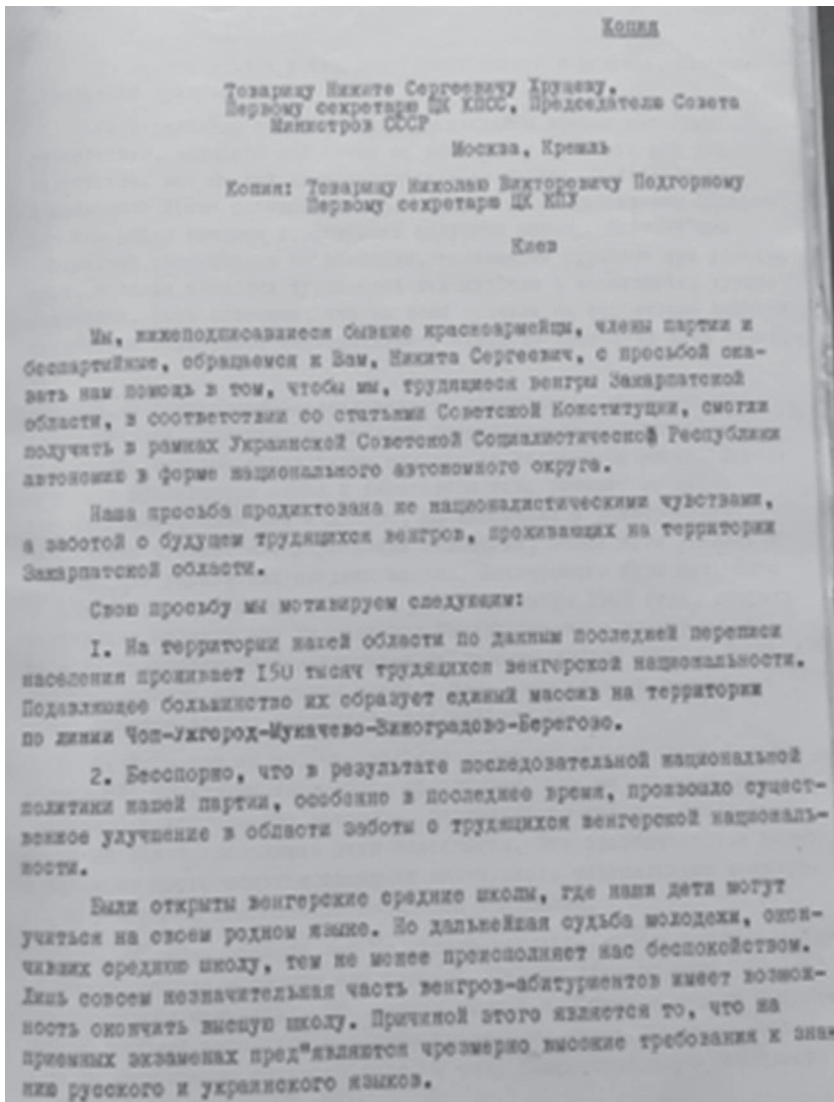 Копия
Товарищу Никите Сергеевичу Хрущеву,
Первому секретарю ЦК КПСС, Председателю Совета
Министров СССР
Москва, Кремль
Копия: Товарищу Николаю Викторовичу Подгорному
Первому секретарю ЦК КПУ
Киев
Мы, нижеподписавшиеся бывшие красноармейцы, члены партии и
беспартийные, обращаемся к Вам, Никита Сергеевич, с просьбой ока-
зать нам помощь в том, чтобы мы, трудящиеся венгры Закарпатской
области, в соответствии со статьями Советской Конституции, смогли
получить в рамках Украинской Советской Социалистической Республики
автономию в форме национального автономного округа.
Наша просьба продиктована не националистическими чувствами,
а заботой о будущем трудящихся венгров, проживающих на территории
Закарпатской области.
Свою просьбу мы мотивируем следующим:
I. На территории нашей области по данным последней переписи
населения проживает 150 тысяч трудящихся венгерской национальности.
Подавляющее большинство их образует единый массив на территории
по линии Чоп-Ужгород-Мукачево-Виноградово-Берегово.
2. Бесспорно, что в результате последовательной национальной
политики нашей партии, особенно в последнее время, произошло сущест-
венное улучшение в области заботы о трудящихся венгерской националь-
ности.
Были открыты венгерские средние школы, где наши дети могут
учиться на своем родном языке. Но дальнейшая судьба молодежи, окон-
чивших среднюю школу, тем не менее преисполняет нас беспокойством.
Лишь совсем незначительная часть венгров-абитуриентов имеет возмож-
ность окончить высшую школу. Причиной этого является то, что на
приемных экзаменах пред"являются чрезмерно высокие требования к зна-
нию русского и украинского языков.